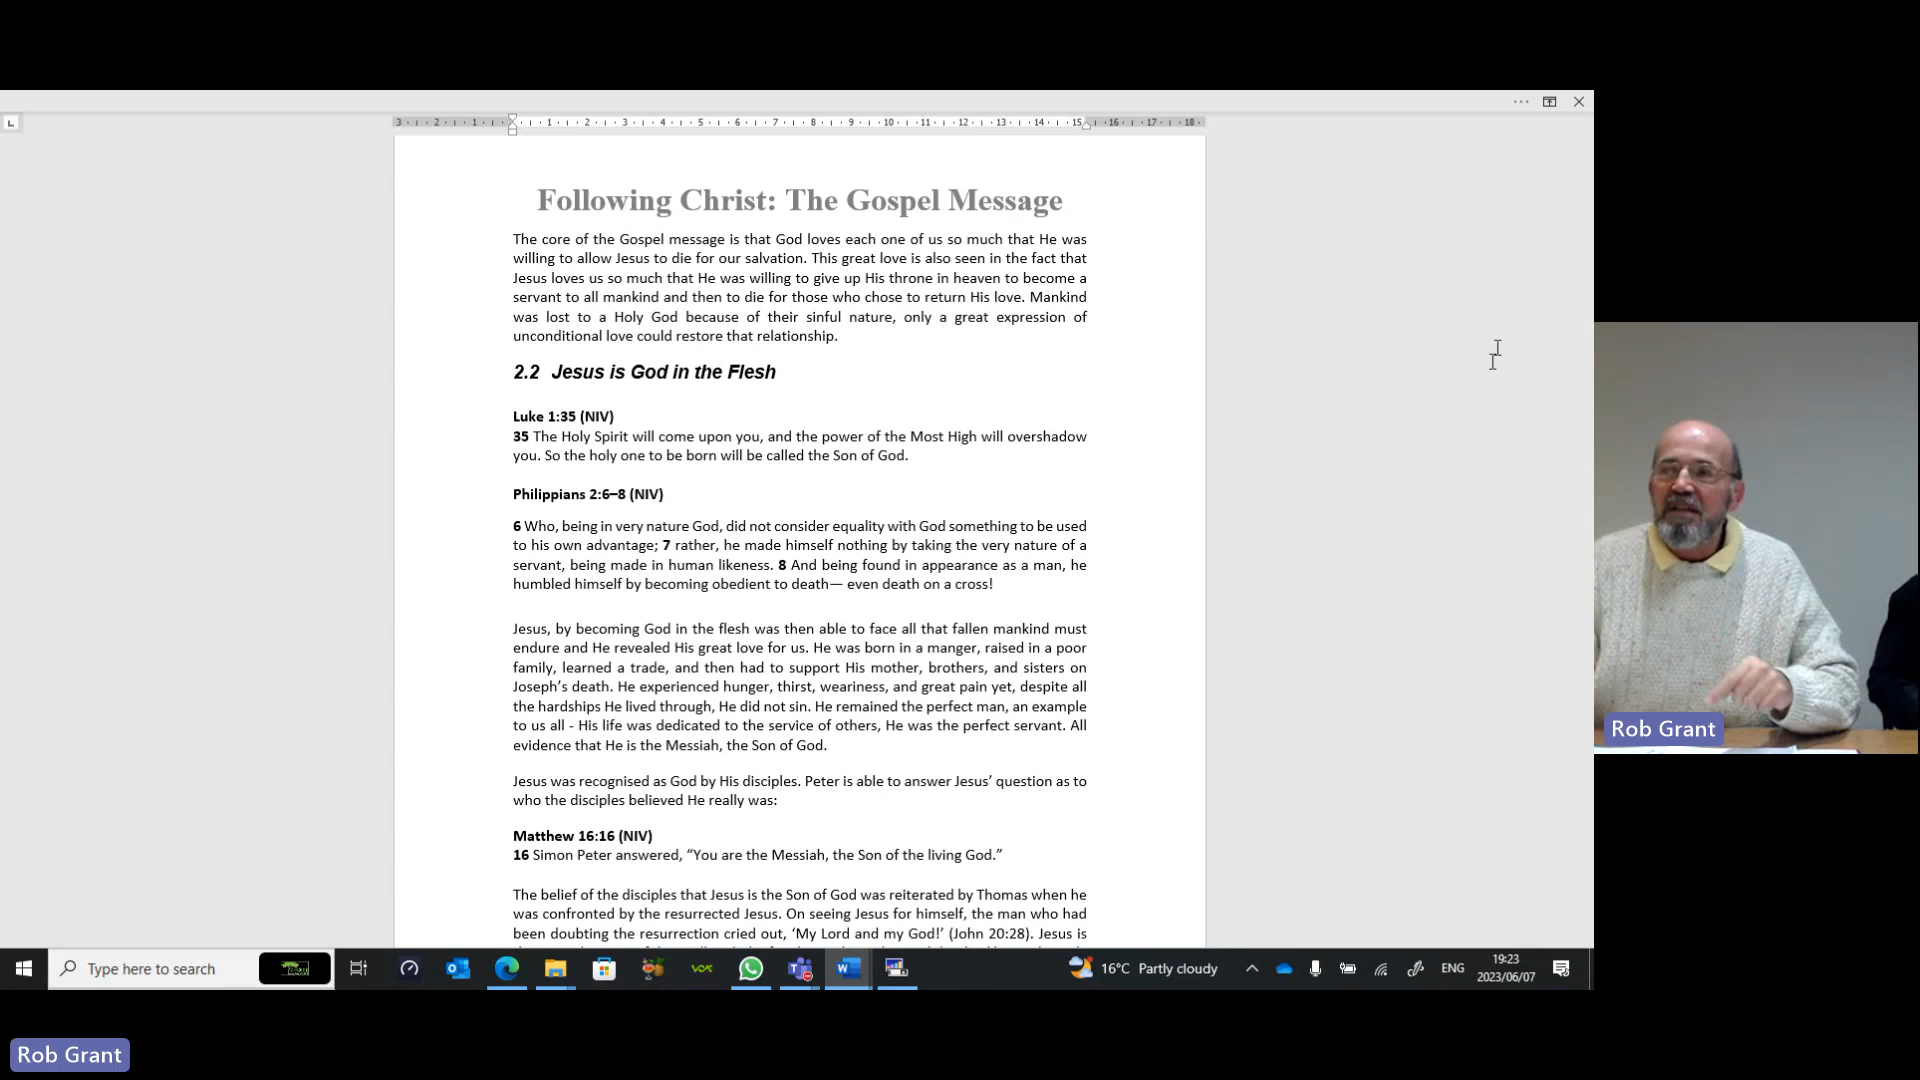 3 2 1 1 2 3 4 5 6 7 8 9 10 11 12 13 14 15 16 17 18
Following Christ: The Gospel Message
The core of the Gospel message is that God loves each one of us so much that He was
willing to allow Jesus to die for our salvation. This great love is also seen in the fact that
Jesus loves us so much that He was willing to give up His throne in heaven to become a
servant to all mankind and then to die for those who chose to return His love. Mankind
was lost to a Holy God because of their sinful nature, only a great expression of
unconditional love could restore that relationship.
2.2 Jesus is God in the Flesh
Luke 1:35 (NIV)
35 The Holy Spirit will come upon you, and the power of the Most High will overshadow
you. So the holy one to be born will be called the Son of God.
Philippians 2:6–8 (NIV)
6 Who, being in very nature God, did not consider equality with God something to be used
to his own advantage; 7 rather, he made himself nothing by taking the very nature of a
servant, being made in human likeness. 8 And being found in appearance as a man, he
humbled himself by becoming obedient to death— even death on a cross!
Jesus, by becoming God in the flesh was then able to face all that fallen mankind must
endure and He revealed His great love for us. He was born in a manger, raised in a poor
family, learned a trade, and then had to support His mother, brothers, and sisters on
Joseph’s death. He experienced hunger, thirst, weariness, and great pain yet, despite all
the hardships He lived through, He did not sin. He remained the perfect man, an example
to us all - His life was dedicated to the service of others, He was the perfect servant. All
evidence that He is the Messiah, the Son of God.
Jesus was recognised as God by His disciples. Peter is able to answer Jesus’ question as to
who the disciples believed He really was:
Matthew 16:16 (NIV)
16 Simon Peter answered, “You are the Messiah, the Son of the living God.”
The belief of the disciples that Jesus is the Son of God was reiterated by Thomas when he
was confronted by the resurrected Jesus. On seeing Jesus for himself, the man who had
been doubting the resurrection cried out, ‘My Lord and my God!’ (John 20:28). Jesus is
Rob Grant
Type here to search
VOX
16°C Partly cloudy
ENG
19:23
2023/06/07
Rob Grant